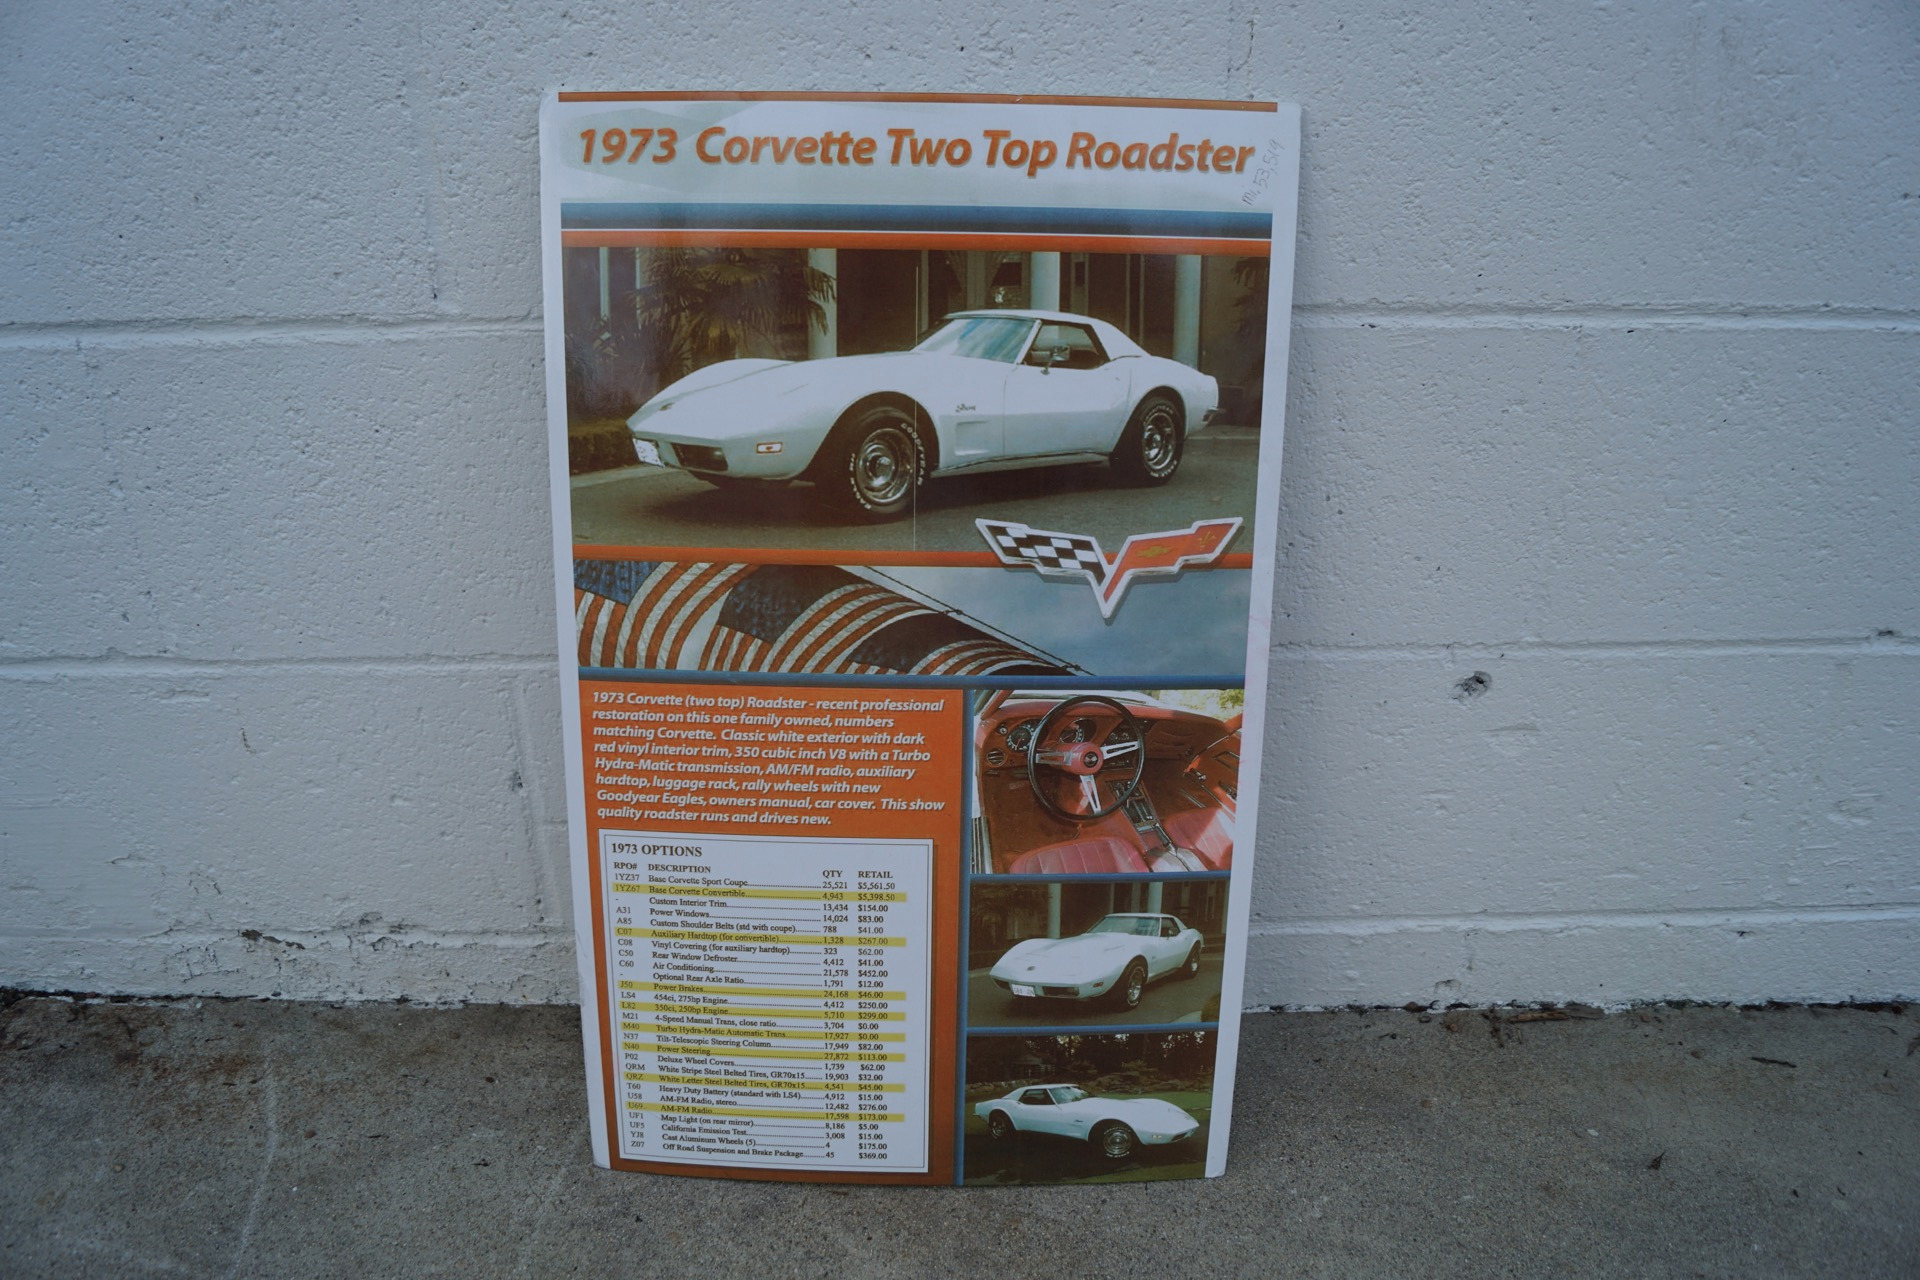 1973 Corvette Two Top Roadster
Mi. 53,519
Stingray
GOODYEAR
EAGLE
1973 Corvette (two top) Roadster - recent professional
restoration on this one family owned, numbers
matching Corvette. Classic white exterior with dark
red vinyl interior trim, 350 cubic inch V8 with a Turbo
Hydra-Matic transmission, AM/FM radio, auxiliary
hardtop, luggage rack, rally wheels with new
Goodyear Eagles, owners manual, car cover. This show
quality roadster runs and drives new.
1973 OPTIONS
RPO# DESCRIPTION QTY RETAIL
1YZ37 Base Corvette Sport Coupe 25,521 $5,561.50
1YZ67 Base Corvette Convertible 4,943 $5,398.50
- Custom Interior Trim 13,434 $154.00
A31 Power Windows 14,024 $83.00
A85 Custom Shoulder Belts (std with coupe) 788 $41.00
C07 Auxiliary Hardtop (for convertible) 1,328 $267.00
C08 Vinyl Covering (for auxiliary hardtop) 323 $62.00
C50 Rear Window Defroster 4,412 $41.00
C60 Air Conditioning 21,578 $452.00
- Optional Rear Axle Ratio 1,791 $12.00
J50 Power Brakes 24,168 $46.00
LS4 454ci, 275hp Engine 4,412 $250.00
L82 350ci, 250hp Engine 5,710 $299.00
M21 4-Speed Manual Trans, close ratio 3,704 $0.00
M40 Turbo Hydra-Matic Automatic Trans 17,927 $0.00
N37 Tilt-Telescopic Steering Column 17,949 $82.00
N40 Power Steering 27,872 $113.00
P02 Deluxe Wheel Covers 1,739 $62.00
QRM White Stripe Steel Belted Tires, GR70x15 19,903 $32.00
QRZ White Letter Steel Belted Tires, GR70x15 4,541 $45.00
T60 Heavy Duty Battery (standard with LS4) 4,912 $15.00
U58 AM-FM Radio, stereo 12,482 $276.00
U69 AM-FM Radio 17,598 $173.00
UF1 Map Light (on rear mirror) 8,186 $5.00
UF5 California Emission Test 3,008 $15.00
YJ8 Cast Aluminum Wheels (5) 4 $175.00
Z07 Off Road Suspension and Brake Package 45 $369.00